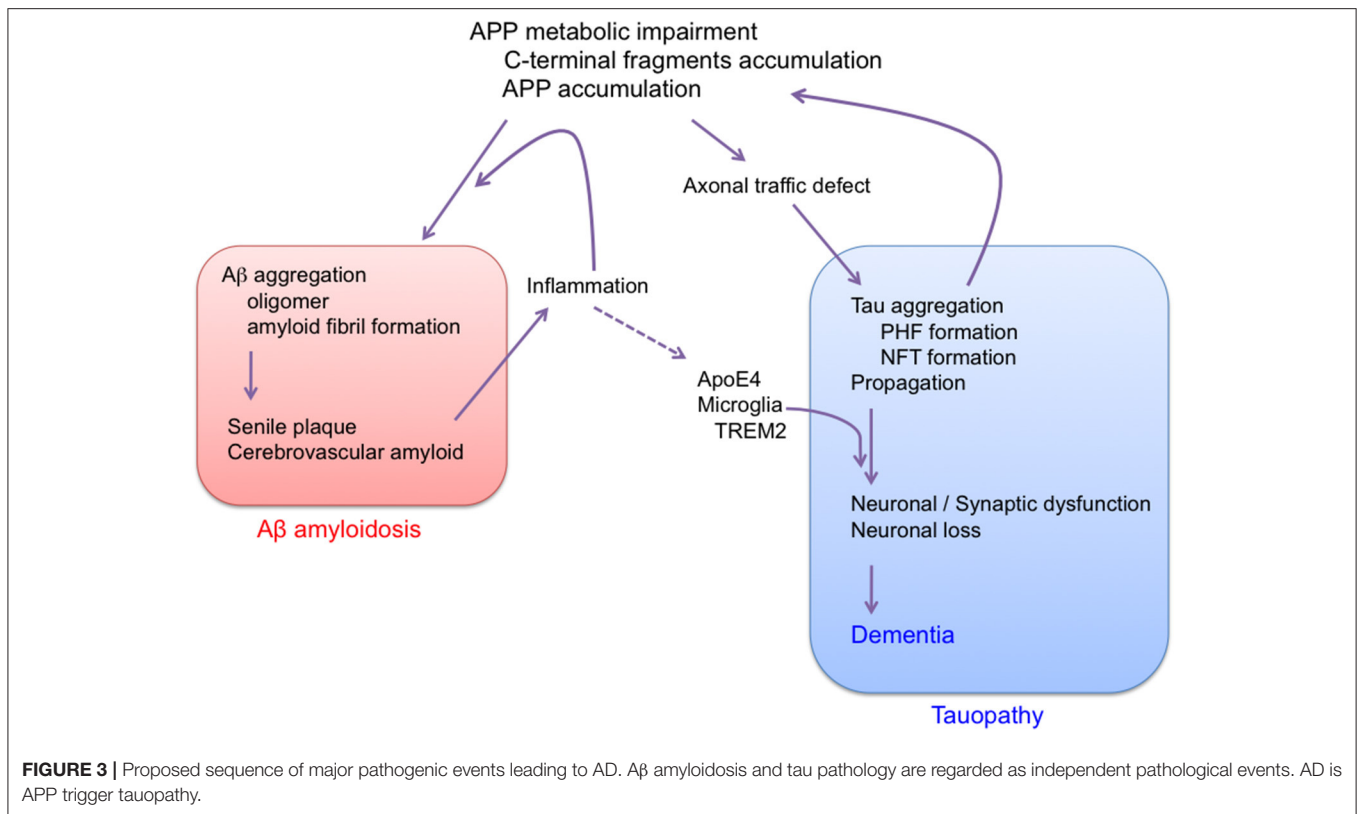 APP metabolic impairment
C-terminal fragments accumulation
APP accumulation
Axonal traffic defect
Aβ aggregation
oligomer
amyloid fibril formation
Senile plaque
Cerebrovascular amyloid
Aβ amyloidosis
Inflammation
ApoE4
Microglia
TREM2
Tau aggregation
PHF formation
NFT formation
Propagation
Neuronal / Synaptic dysfunction
Neuronal loss
Dementia
Tauopathy
FIGURE 3 | Proposed sequence of major pathogenic events leading to AD. Aβ amyloidosis and tau pathology are regarded as independent pathological events. AD is
APP trigger tauopathy.